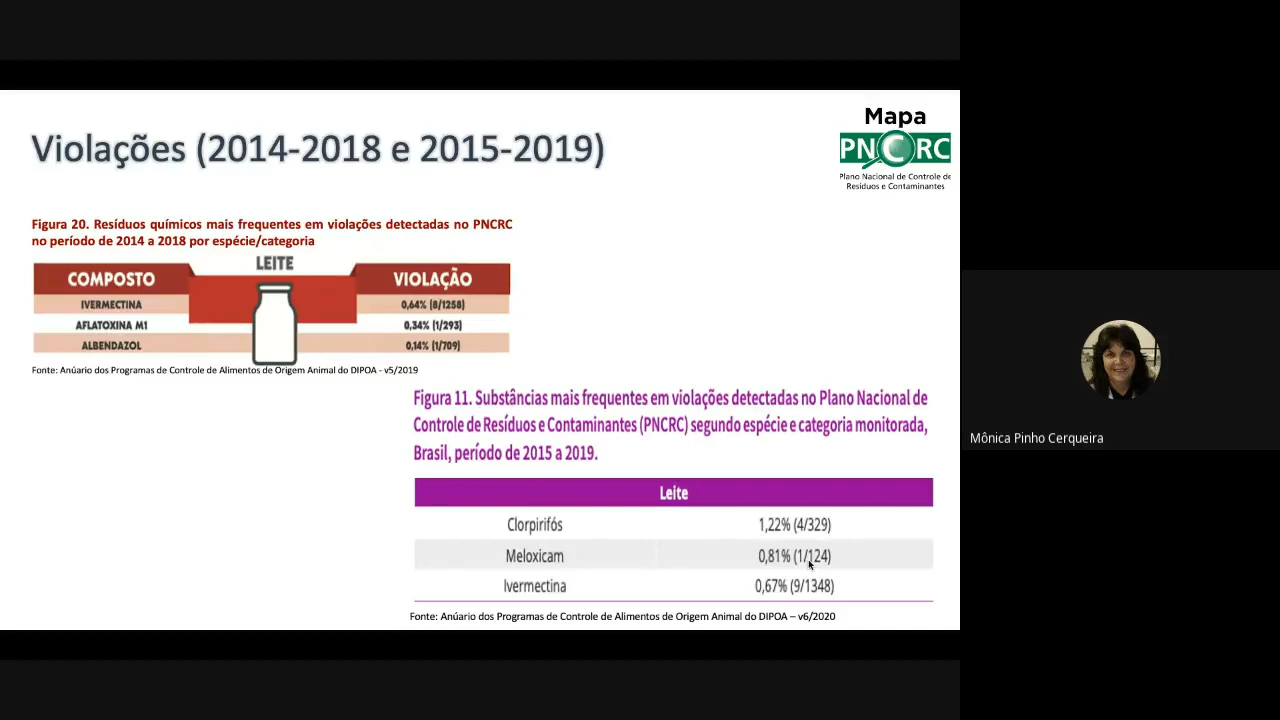 Mapa
PNCRC
Plano Nacional de Controle de
Resíduos e Contaminantes
Violações (2014-2018 e 2015-2019)
Figura 20. Resíduos químicos mais frequentes em violações detectadas no PNCRC
no período de 2014 a 2018 por espécie/categoria
LEITE
COMPOSTO VIOLAÇÃO
IVERMECTINA 0,64% (8/1258)
AFLATOXINA M1 0,34% (1/293)
ALBENDAZOL 0,14% (1/709)
Fonte: Anúario dos Programas de Controle de Alimentos de Origem Animal do DIPOA - v5/2019
Figura 11. Substâncias mais frequentes em violações detectadas no Plano Nacional de
Controle de Resíduos e Contaminantes (PNCRC) segundo espécie e categoria monitorada,
Brasil, período de 2015 a 2019.
Leite
Clorpirifós 1,22% (4/329)
Meloxicam 0,81% (1/124)
Ivermectina 0,67% (9/1348)
Fonte: Anúario dos Programas de Controle de Alimentos de Origem Animal do DIPOA – v6/2020
Mônica Pinho Cerqueira